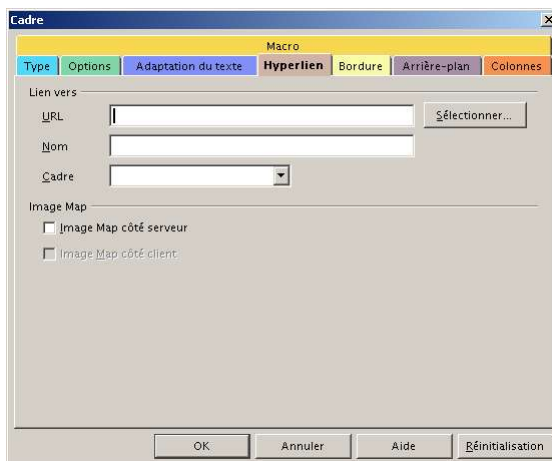 Cadre
Macro
Type Options Adaptation du texte Hyperlien Bordure Arrière-plan Colonnes
Lien vers
URL Sélectionner...
Nom
Cadre
Image Map
Image Map côté serveur
Image Map côté client
OK Annuler Aide Réinitialisation